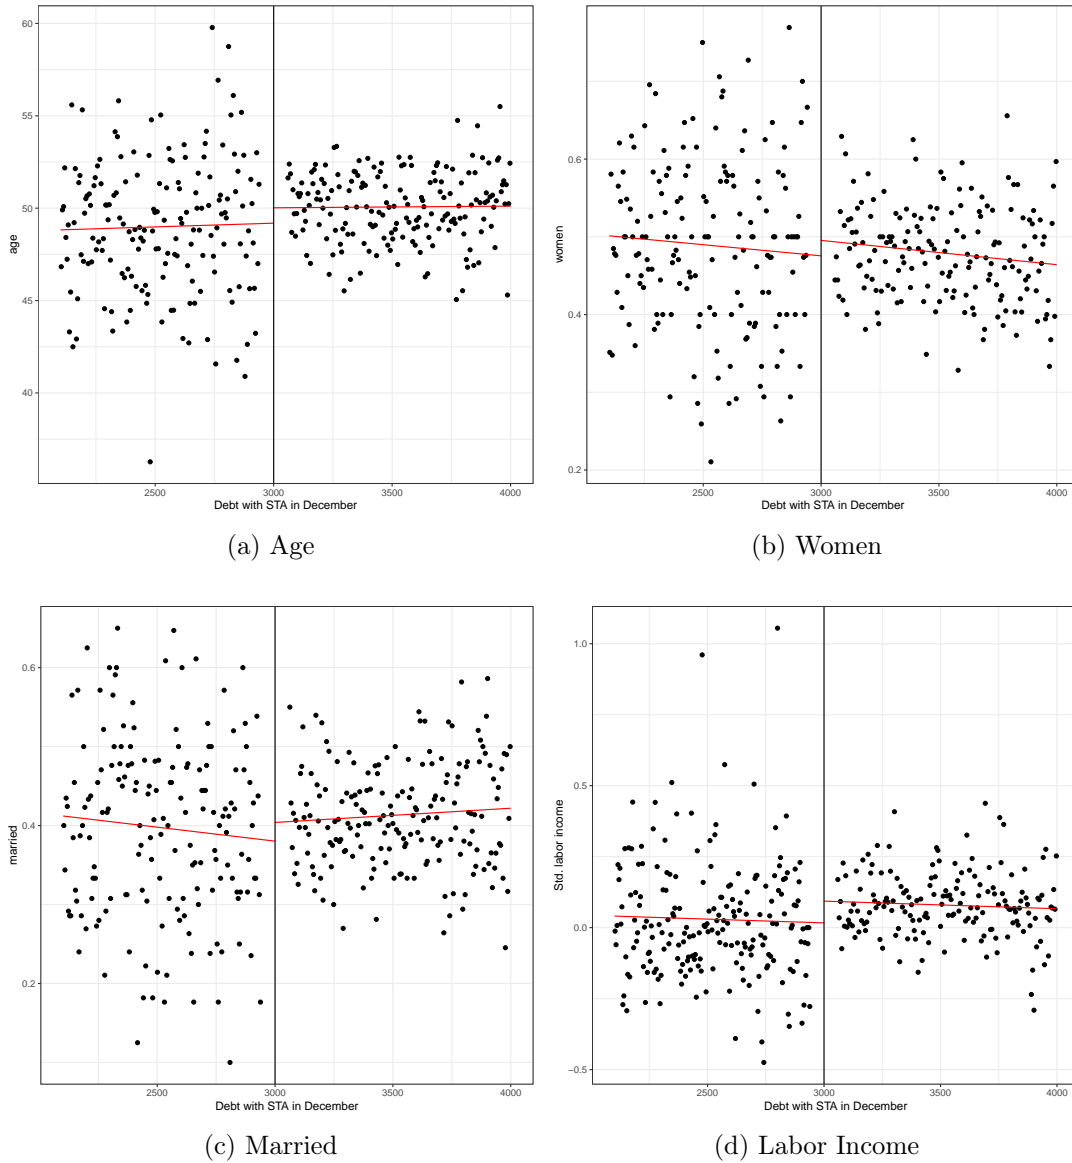 60
55
50
45
40
age
2500
3000
3500
4000
Debt with STA in December
(a) Age
0.6
0.4
0.2
women
2500
3000
3500
4000
Debt with STA in December
(b) Women
0.6
0.4
0.2
married
2500
3000
3500
4000
Debt with STA in December
(c) Married
1.0
0.5
0.0
−0.5
Std. labor income
2500
3000
3500
4000
Debt with STA in December
(d) Labor Income